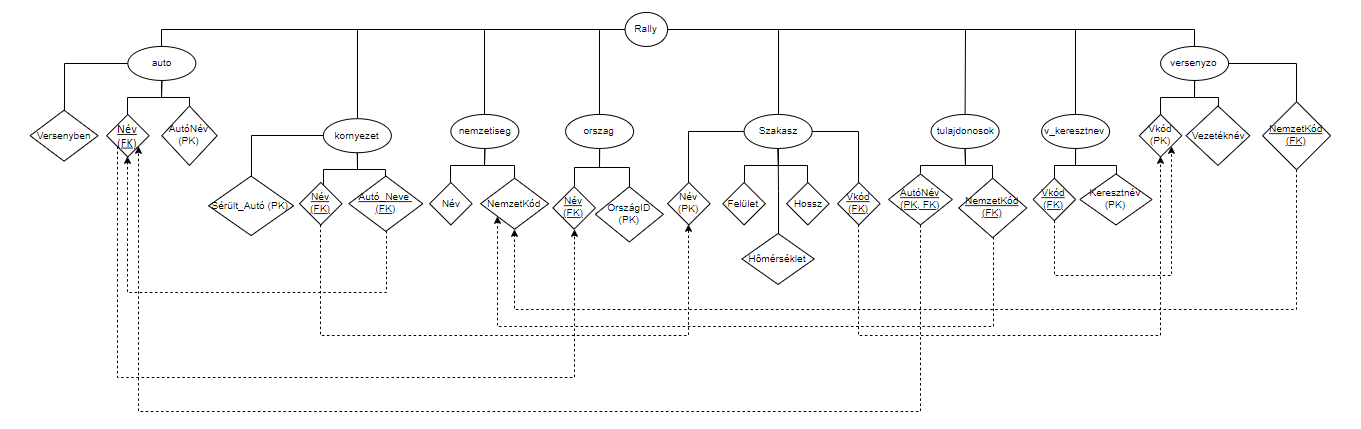 Rally
auto
versenyzo
kornyezet
nemzetiseg
orszag
Szakasz
tulajdonosok
v_keresztnev
Versenyben
Név
(FK)
AutóNév
(PK)
Vkód
(PK)
Vezetéknév
NemzetKód
(FK)
Sérült_Autó (PK)
Név
(FK)
Autó_Neve
(FK)
Név
NemzetKód
Név
(FK)
OrszágID
(PK)
Név
(PK)
Felület
Hőmérséklet
Hossz
Vkód
(FK)
AutóNév
(PK, FK)
NemzetKód
(FK)
Vkód
(FK)
Keresztnév
(PK)